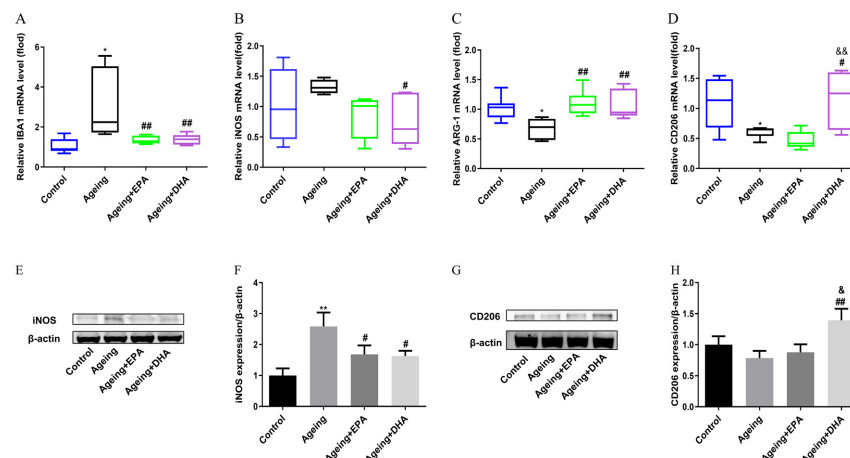 A
Relative IBA1 mRNA level (flod)
6
4
2
0
*
##
##
Control
Ageing
Ageing+EPA
Ageing+DHA
B
Relative iNOS mRNA level(fold)
2.0
1.5
1.0
0.5
0.0
#
Control
Ageing
Ageing+EPA
Ageing+DHA
C
Relative ARG-1 mRNA level (fold)
2.0
1.5
1.0
0.5
0.0
*
##
##
Control
Ageing
Ageing+EPA
Ageing+DHA
D
Relative CD206 mRNA level (fold)
2.0
1.5
1.0
0.5
0.0
*
&&
#
Control
Ageing
Ageing+EPA
Ageing+DHA
E
iNOS
β-actin
Control
Ageing
Ageing+EPA
Ageing+DHA
F
iNOS expression/β-actin
4
3
2
1
0
**
#
#
Control
Ageing
Ageing+EPA
Ageing+DHA
G
CD206
β-actin
Control
Ageing
Ageing+EPA
Ageing+DHA
H
CD206 expression/β-actin
2.0
1.5
1.0
0.5
0.0
&
##
Control
Ageing
Ageing+EPA
Ageing+DHA